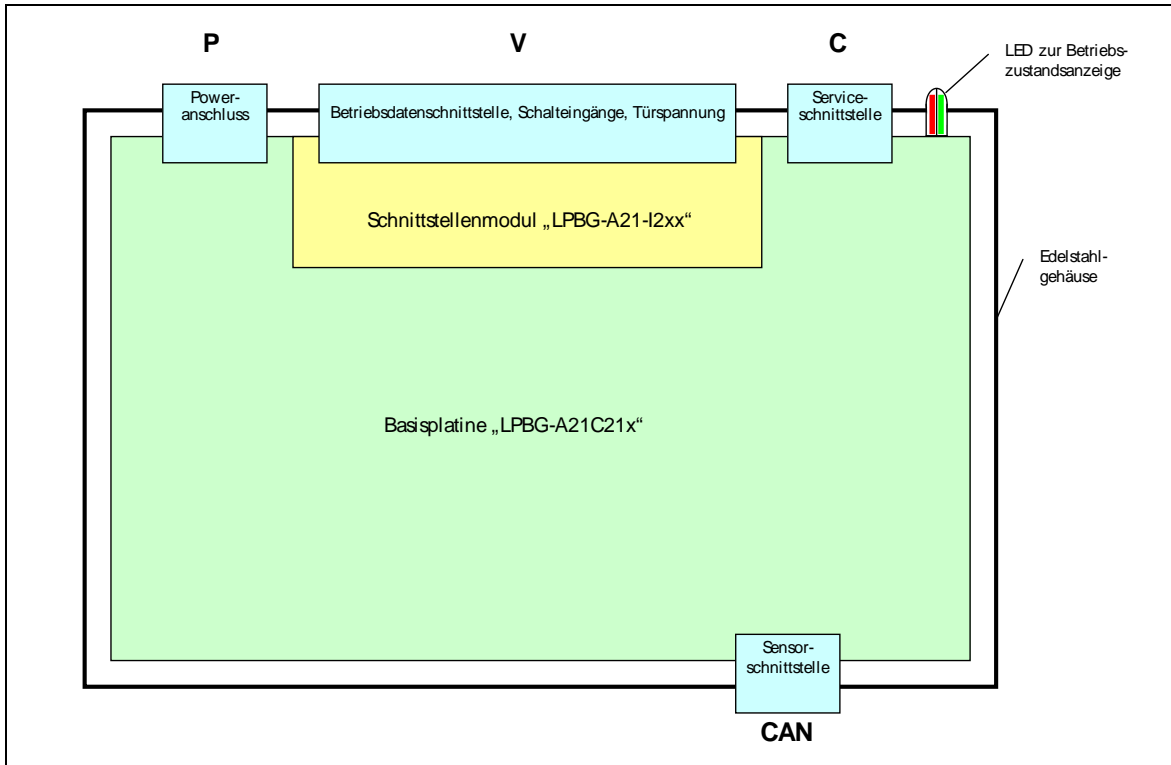 P
V
C
LED zur Betriebs-
zustandsanzeige
Power-
anschluss
Betriebsdatenschnittstelle, Schalteingänge, Türspannung
Service-
schnittstelle
Schnittstellenmodul „LPBG-A21-I2xx“
Edelstahl-
gehäuse
Basisplatine „LPBG-A21C21x“
Sensor-
schnittstelle
CAN